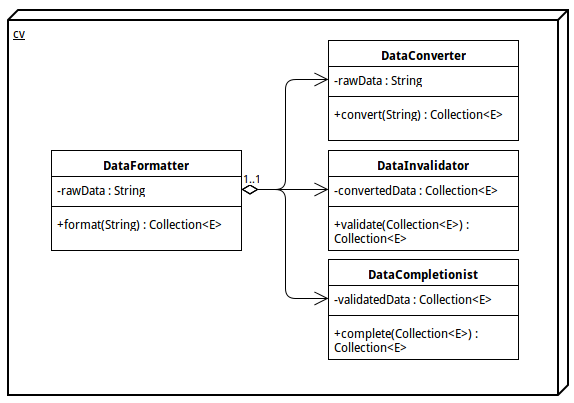 cv
DataConverter
-rawData : String
+convert(String) : Collection<E>
DataFormatter
-rawData : String
+format(String) : Collection<E>
1..1
DataInvalidator
-convertedData : Collection<E>
+validate(Collection<E>) :
Collection<E>
DataCompletionist
-validatedData : Collection<E>
+complete(Collection<E>) :
Collection<E>